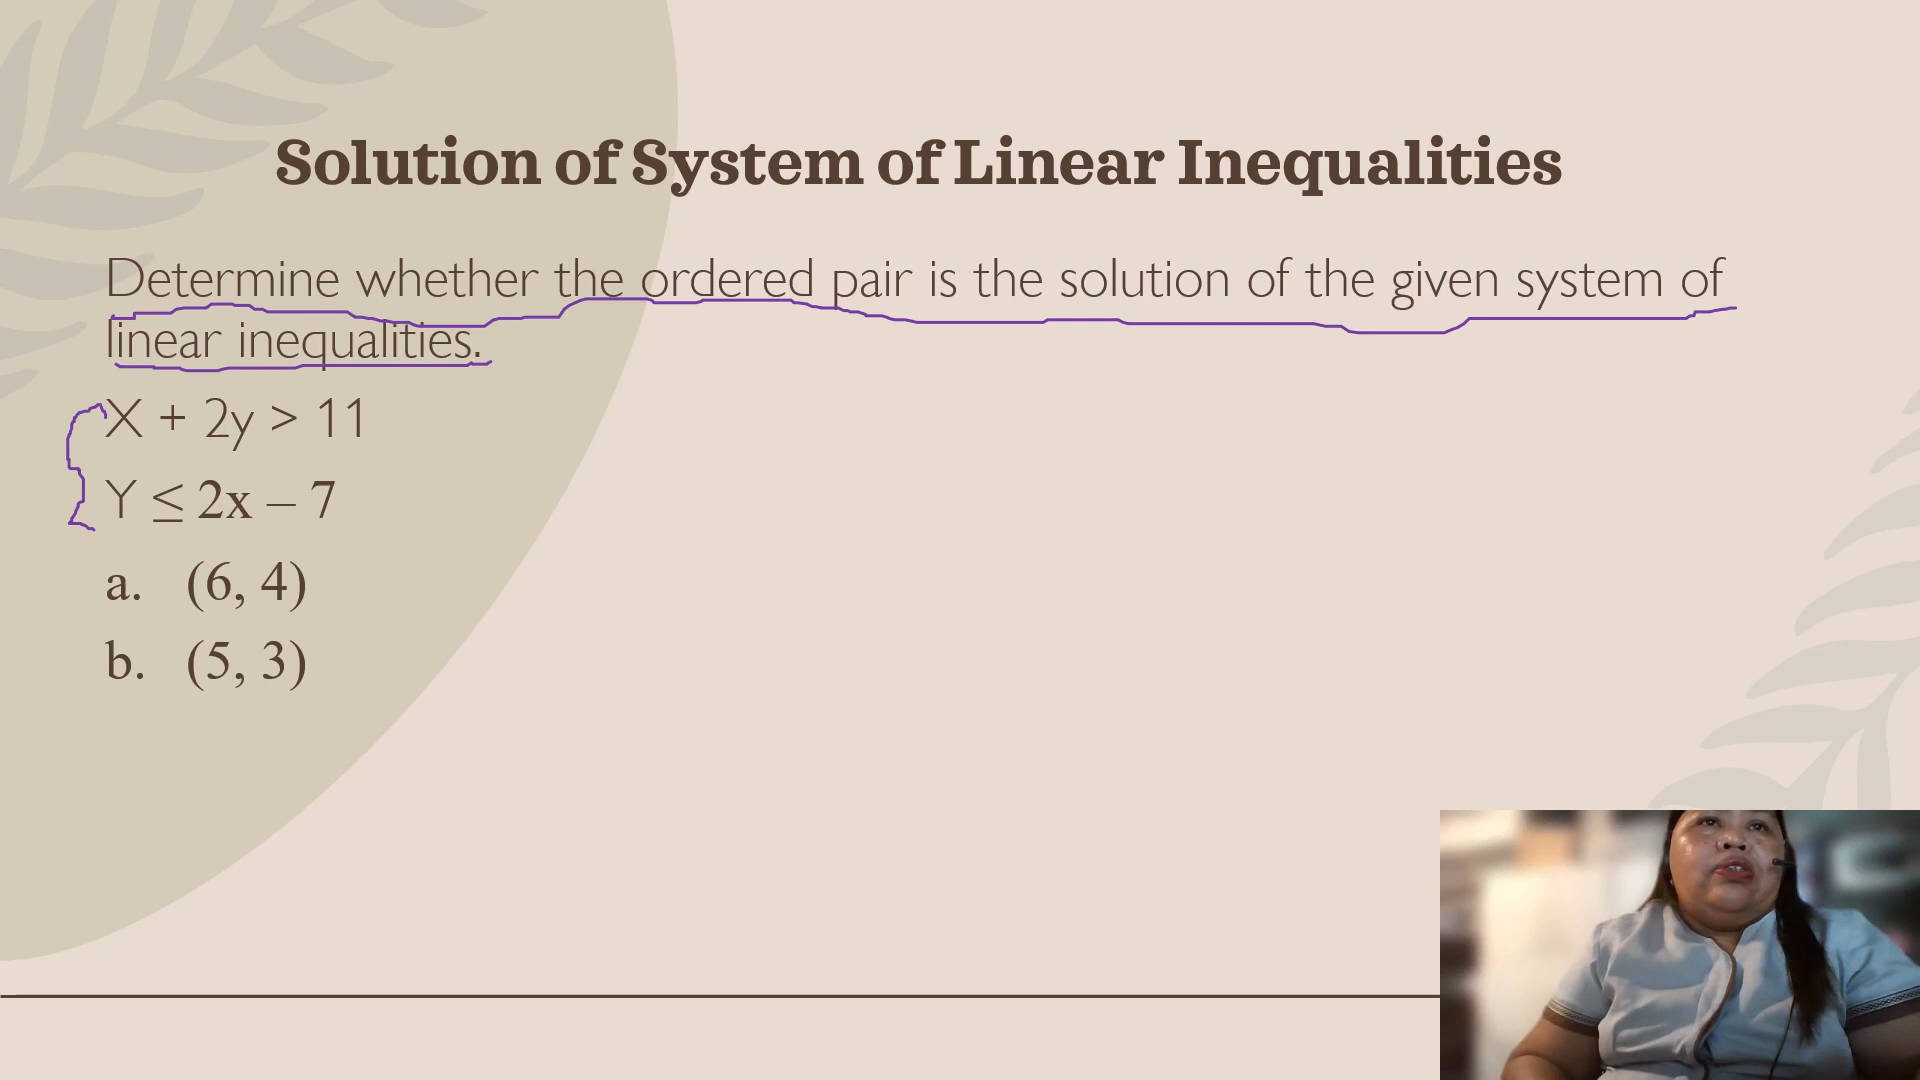 Solution of System of Linear Inequalities
Determine whether the ordered pair is the solution of the given system of
linear inequalities.
X + 2y > 11
Y ≤ 2x – 7
a. (6, 4)
b. (5, 3)